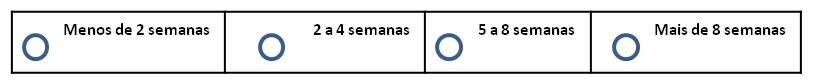 Menos de 2 semanas
2 a 4 semanas
5 a 8 semanas
Mais de 8 semanas